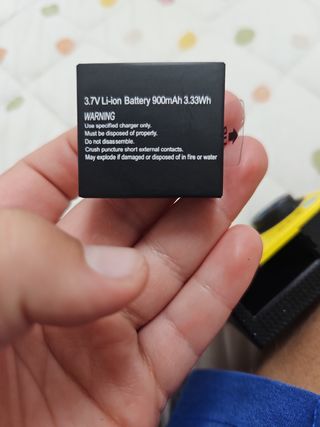 3.7V Li-ion Battery 900mAh 3.33Wh
WARNING
Use specified charger only.
Must be disposed of properly.
Do not disassemble.
Crush puncture short external contacts.
May explode if damaged or disposed of in fire or water